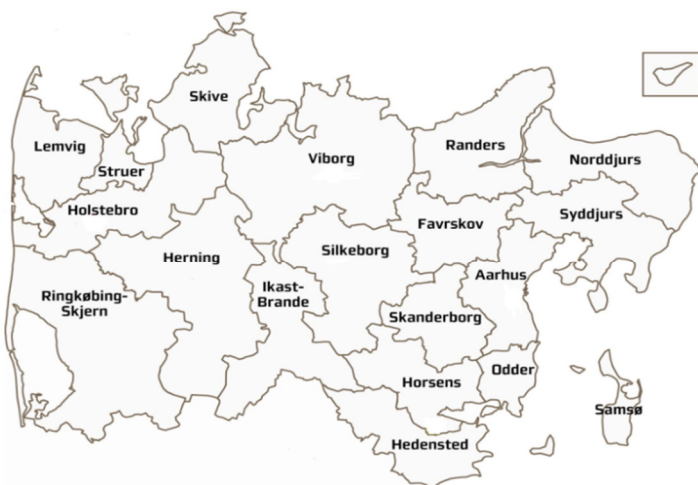 Skive
Lemvig
Struer
Viborg
Randers
Norddjurs
Holstebro
Favrskov
Syddjurs
Herning
Silkeborg
Aarhus
Ringkøbing-
Skjern
Ikast-
Brande
Skanderborg
Horsens
Odder
Samsø
Hedensted